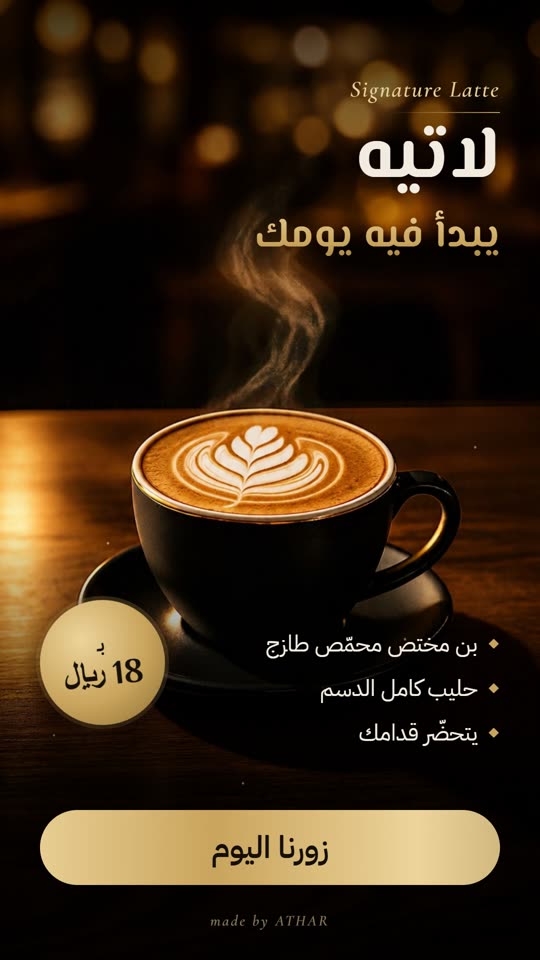 Signature Latte
لاتيه
يبدأ فيه يومك
بن مختص محمّص طازج
حليب كامل الدسم
يتحضّر قدامك
بـ
18 ريال
زورنا اليوم
made by ATHAR